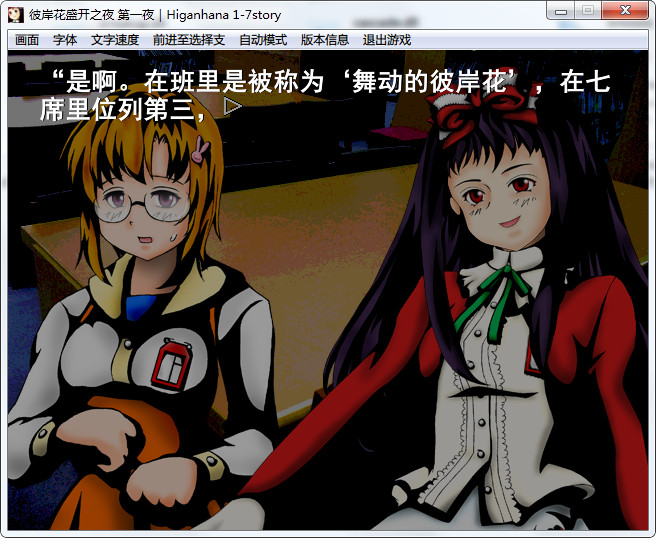 彼岸花盛开之夜 第一夜 | Higanhana 1-7story
画面 字体 文字速度 前进至选择支 自动模式 版本信息 退出游戏
“是啊。在班里是被称为‘舞动的彼岸花’，在七
席里位列第三，